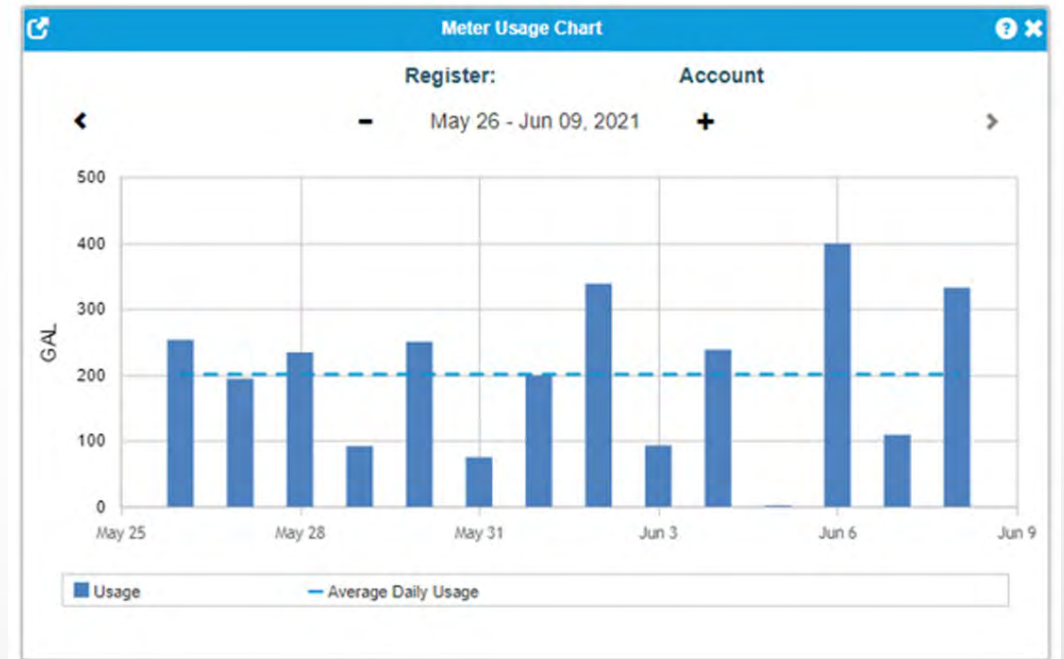 Meter Usage Chart
Register: Account
May 26 - Jun 09, 2021
500
400
300
200
100
0
GAL
May 25 May 28 May 31 Jun 3 Jun 6 Jun 9
Usage Average Daily Usage